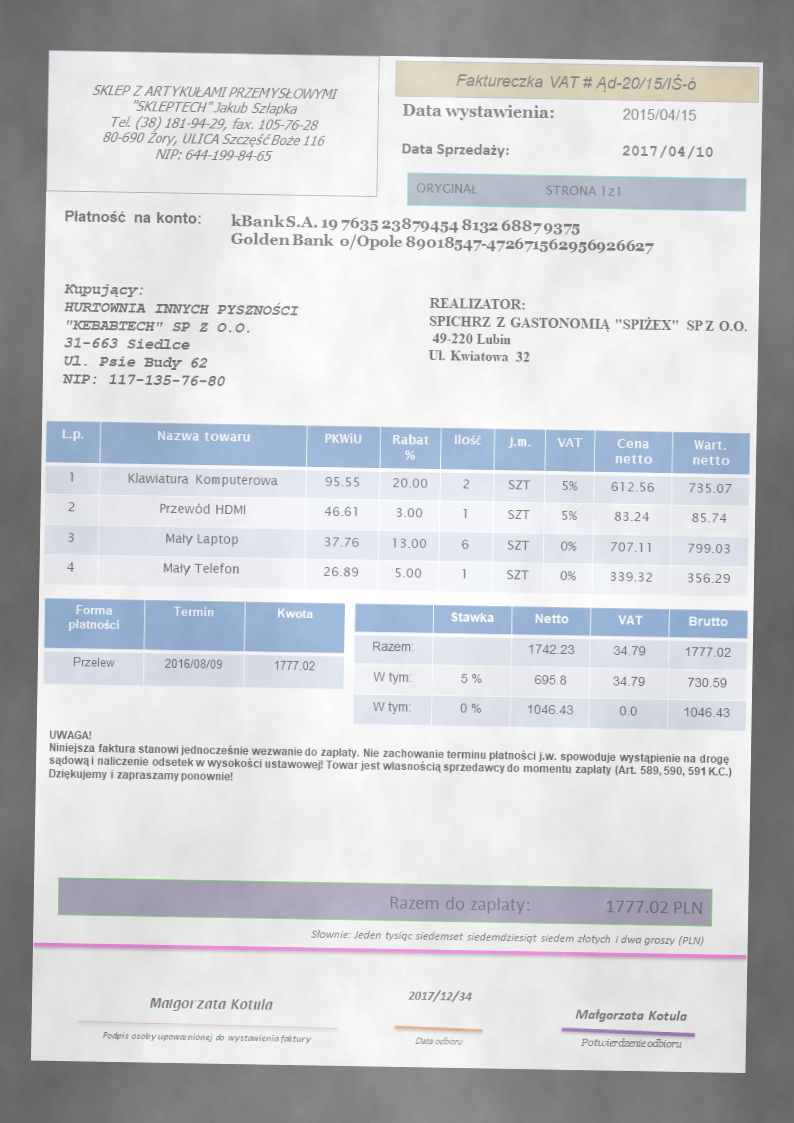 SKLEP Z ARTYKUŁAMI PRZEMYSŁOWYMI
"SKLEPTECH" Jakub Szłapka
Tel. (38) 181-94-29, fax. 105-76-28
80-690 Żory, ULICA Szczęść Boże 116
NIP: 644-199-84-65
Faktureczka VAT # Ąd-20/15/IŚ-ó
Data wystawienia: 2015/04/15
Data Sprzedaży: 2017/04/10
ORYGINAŁ STRONA 1 z 1
Płatność na konto: kBank S.A. 19 7635 23879454 8132 6887 9375
Golden Bank o/Opole 89018547-472671562956926627
Kupujący:
HURTOWNIA INNYCH PYSZNOŚCI
"KEBABTECH" SP Z O.O.
31-663 Siedlce
Ul. Psie Budy 62
NIP: 117-135-76-80
REALIZATOR:
SPICHRZ Z GASTONOMIĄ "SPIŻEX" SP Z O.O.
49-220 Lubin
Ul. Kwiatowa 32
L.p. Nazwa towaru PKWiU Rabat % Ilość J.m. VAT Cena netto Wart. netto
1 Klawiatura Komputerowa 95.55 20.00 2 SZT 5% 612.56 735.07
2 Przewód HDMI 46.61 3.00 1 SZT 5% 83.24 85.74
3 Mały Laptop 37.76 13.00 6 SZT 0% 707.11 799.03
4 Mały Telefon 26.89 5.00 1 SZT 0% 339.32 356.29
Forma płatności Termin Kwota
Przelew 2016/08/09 1777.02
Stawka Netto VAT Brutto
Razem: 1742.23 34.79 1777.02
W tym: 5 % 695.8 34.79 730.59
W tym: 0 % 1046.43 0.0 1046.43
UWAGA!
Niniejsza faktura stanowi jednocześnie wezwanie do zapłaty. Nie zachowanie terminu płatności j.w. spowoduje wystąpienie na drogę
sądową i naliczenie odsetek w wysokości ustawowej! Towar jest własnością sprzedawcy do momentu zapłaty (Art. 589, 590, 591 K.C.)
Dziękujemy i zapraszamy ponownie!
Razem do zapłaty: 1777.02 PLN
Słownie: Jeden tysiąc siedemset siedemdziesiąt siedem złotych i dwa groszy (PLN)
Małgorzata Kotula
Podpis osoby upoważnionej do wystawienia faktury
2017/12/34
Data odbioru
Małgorzata Kotula
Potwierdzenie odbioru